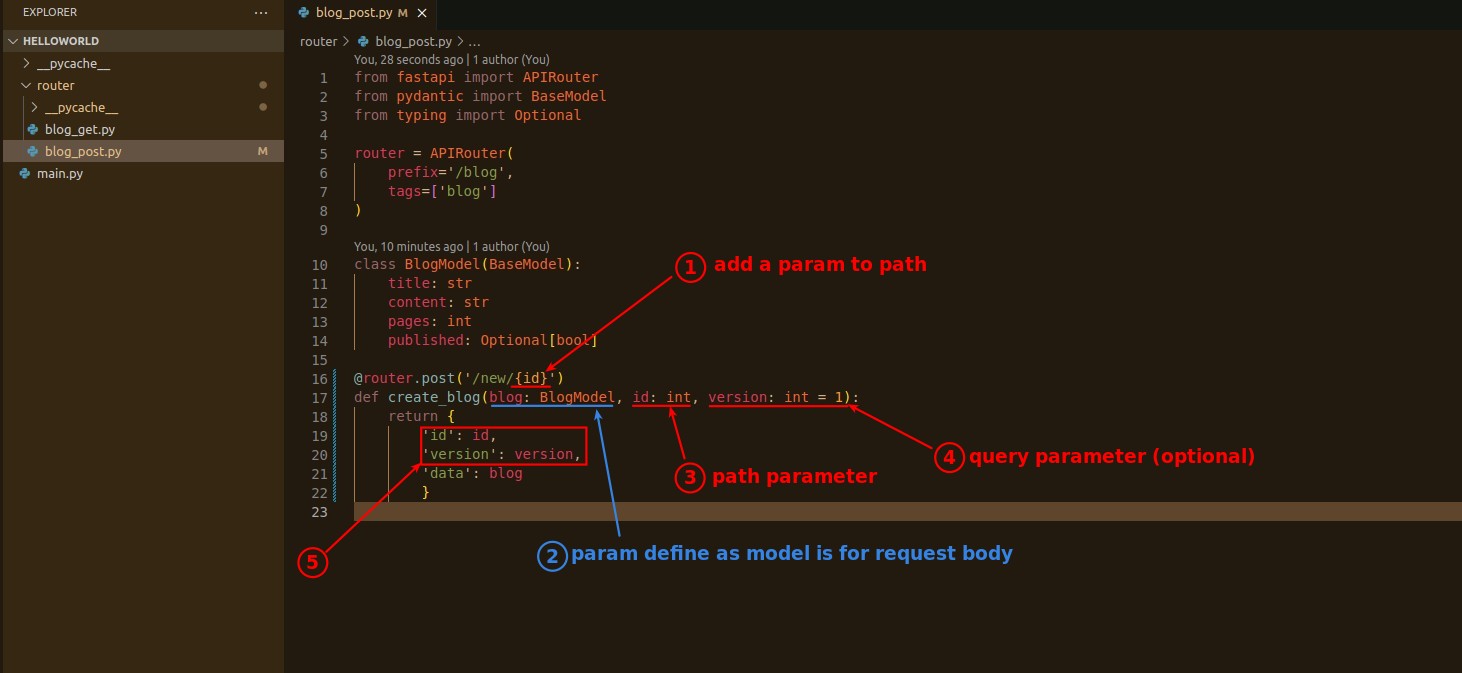 EXPLORER ...
HELLOWORLD
__pycache__
router
__pycache__
blog_get.py
blog_post.py M
main.py
blog_post.py M
router > blog_post.py > ...
You, 28 seconds ago | 1 author (You)
1 from fastapi import APIRouter
2 from pydantic import BaseModel
3 from typing import Optional
4
5 router = APIRouter(
6     prefix='/blog',
7     tags=['blog']
8 )
9
You, 10 minutes ago | 1 author (You)
10 class BlogModel(BaseModel):
11     title: str
12     content: str
13     pages: int
14     published: Optional[bool]
15
16 @router.post('/new/{id}')
17 def create_blog(blog: BlogModel, id: int, version: int = 1):
18     return {
19         'id': id,
20         'version': version,
21         'data': blog
22         }
23
1 add a param to path
4 query parameter (optional)
3 path parameter
2 param define as model is for request body
5